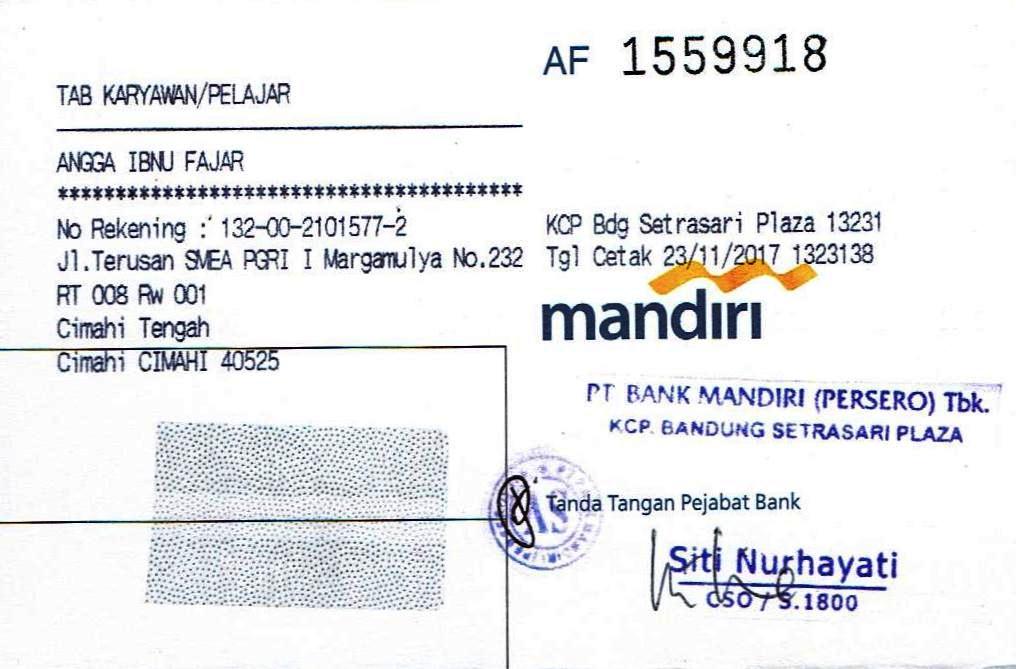 AF 1559918
TAB KARYAWAN/PELAJAR
ANGGA IBNU FAJAR
****************************************
No Rekening : 132-00-2101577-2
Jl.Terusan SMEA PGRI I Margamulya No.232
RT 008 Rw 001
Cimahi Tengah
Cimahi CIMAHI 40525
KCP Bdg Setrasari Plaza 13231
Tgl Cetak 23/11/2017 1323138
mandiri
PT BANK MANDIRI (PERSERO) Tbk.
KCP. BANDUNG SETRASARI PLAZA
Tanda Tangan Pejabat Bank
Siti Nurhayati
CSO / S.1800